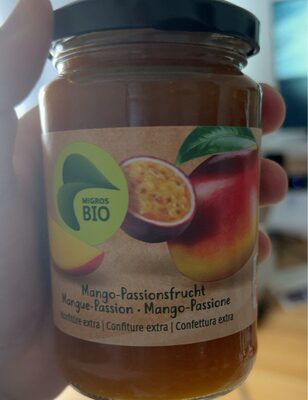 MIGROS
BIO
Mango-Passionsfrucht
Mangue-Passion · Mango-Passione
Konfitüre extra | Confiture extra | Confettura extra